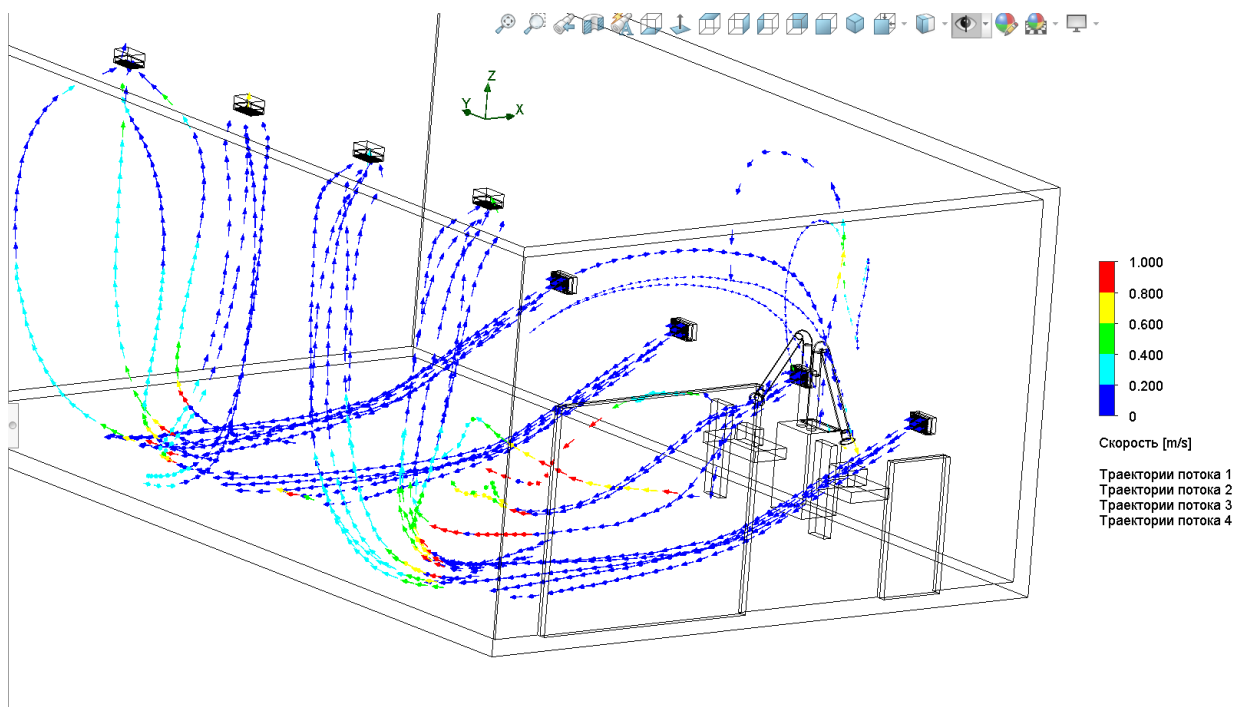 Z
Y
X
1.000
0.800
0.600
0.400
0.200
0
Скорость [m/s]
Траектории потока 1
Траектории потока 2
Траектории потока 3
Траектории потока 4